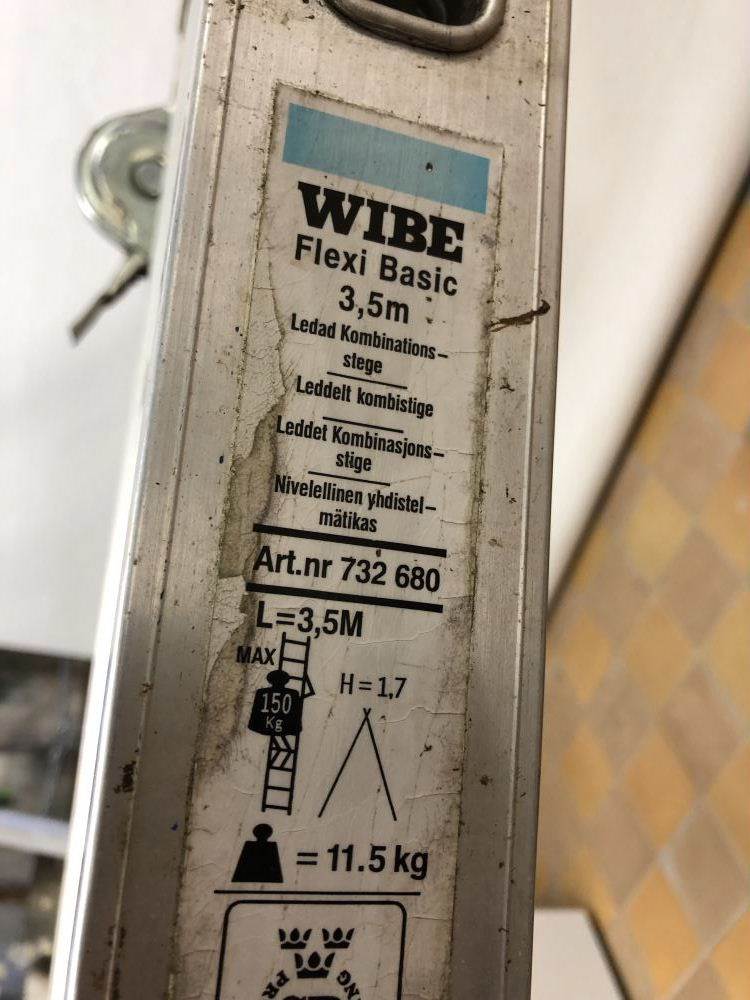 WIBE
Flexi Basic
3,5m
Ledad Kombinations-
stege
Leddelt kombistige
Leddet Kombinasjons-
stige
Nivelellinen yhdistel-
mätikas
Art.nr 732 680
L=3,5M
MAX
150
Kg
H=1,7
= 11.5 kg